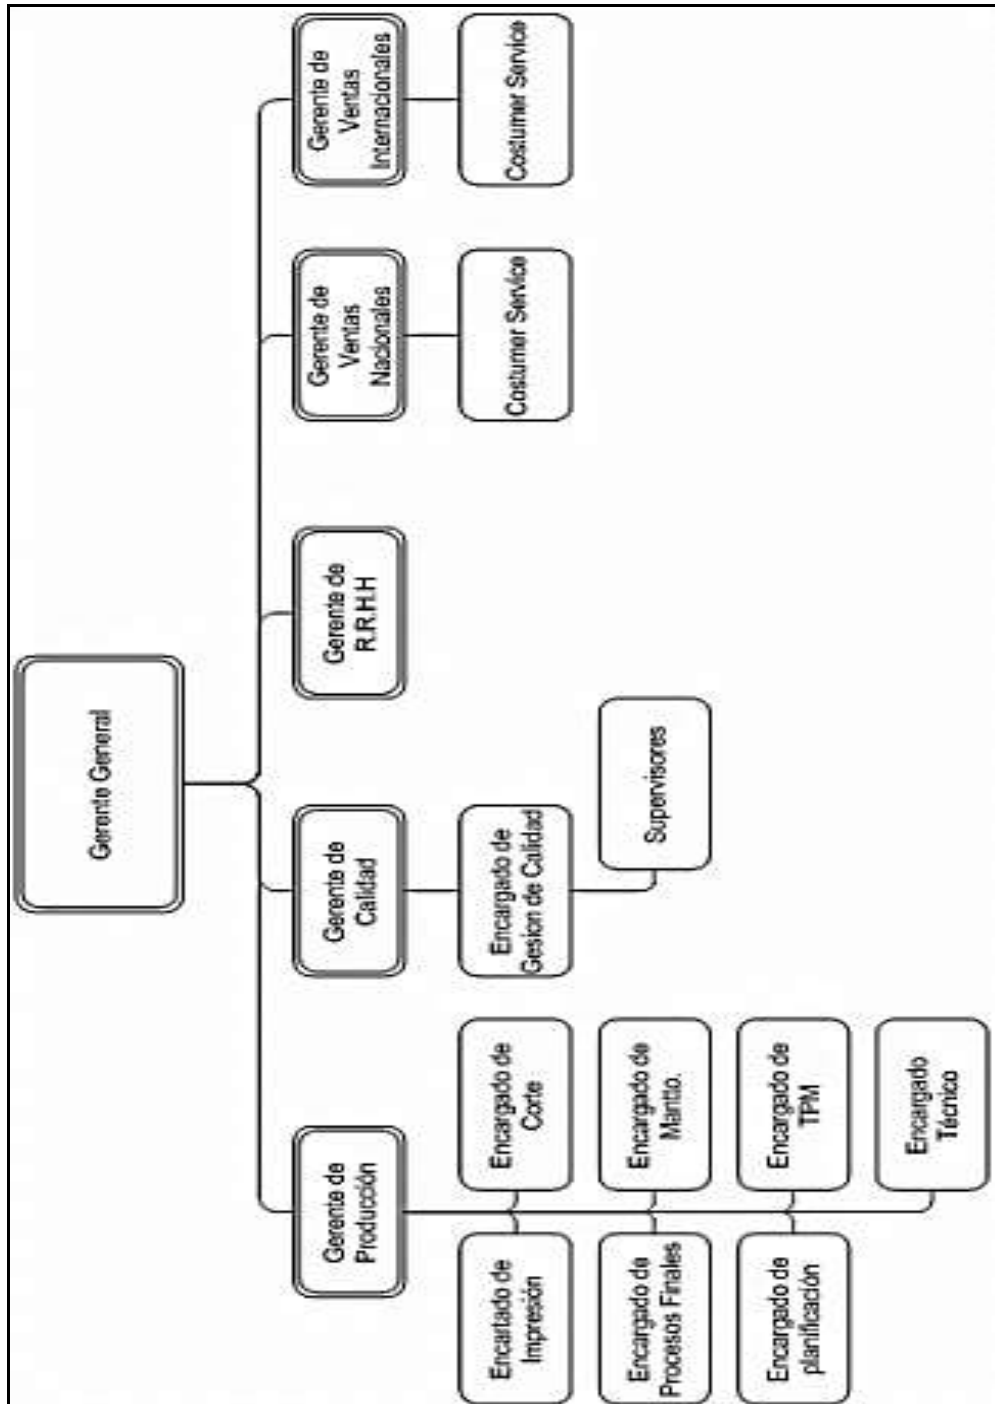 Gerente General
Gerente de
Producción
Gerente de
Calidad
Gerente de
R.R.H.H
Gerente de
Ventas
Nacionales
Gerente de
Ventas
Internacionales
Encartado de
Impresión
Encargado de
Corte
Encargado de
Gesion de Calidad
Costumer Service
Costumer Service
Encargado de
Procesos Finales
Encargado de
Mantto.
Supervisores
Encargado de
planificación
Encargado de
TPM
Encargado
Técnico